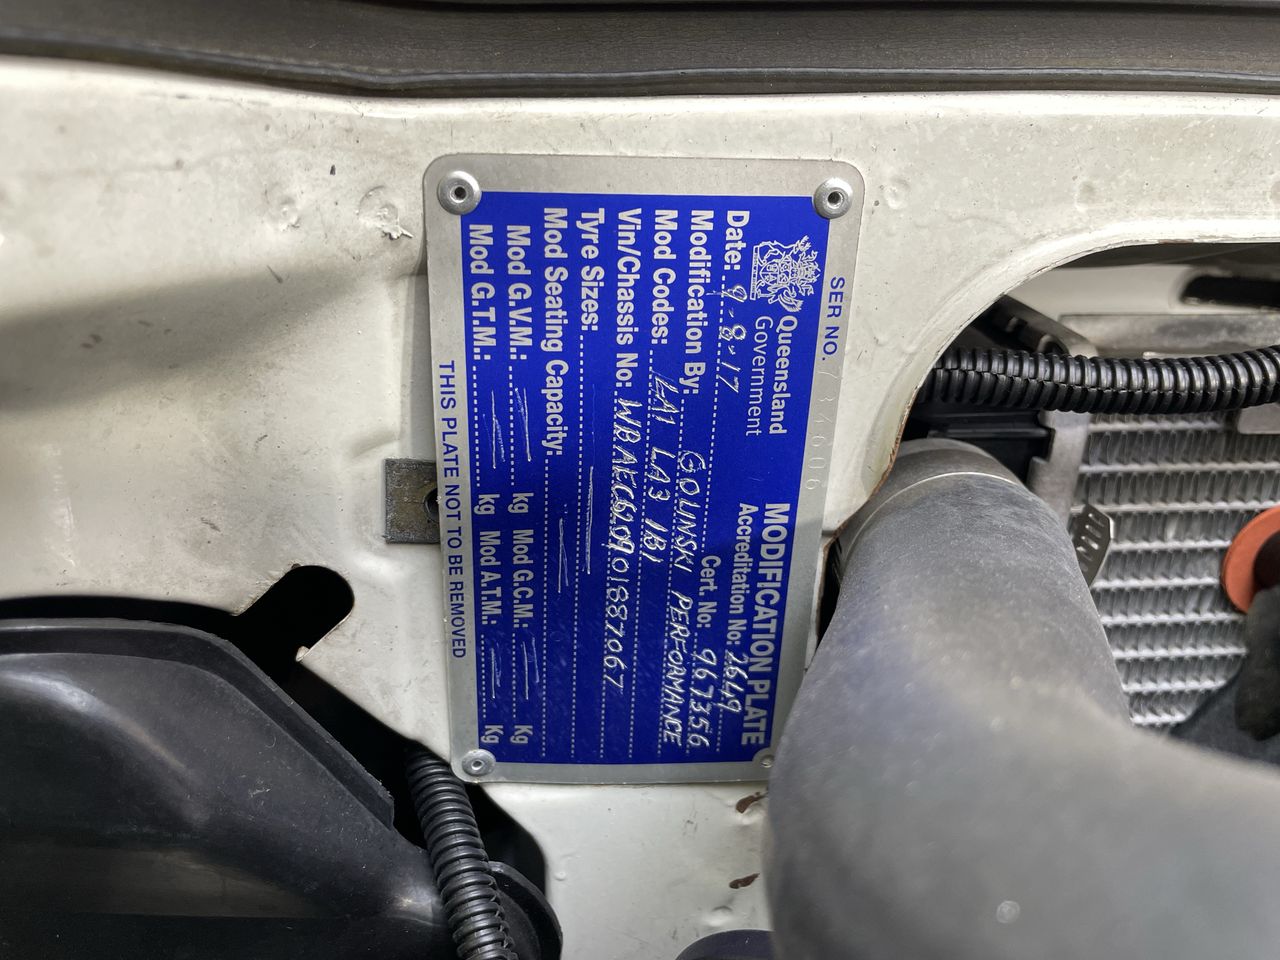 SER NO. 7334606
Queensland
Government
MODIFICATION PLATE
Accreditation No: 2649
Date: 9-8-17 Cert. No: 967356
Modification By: GOLINSKI PERFORMANCE
Mod Codes: LA1 LA3 1B1
Vin/Chassis No:
Tyre Sizes:
Mod Seating Capacity:
Mod G.V.M.: kg Mod G.C.M.: Kg
Mod G.T.M.: kg Mod A.T.M.: Kg
THIS PLATE NOT TO BE REMOVED